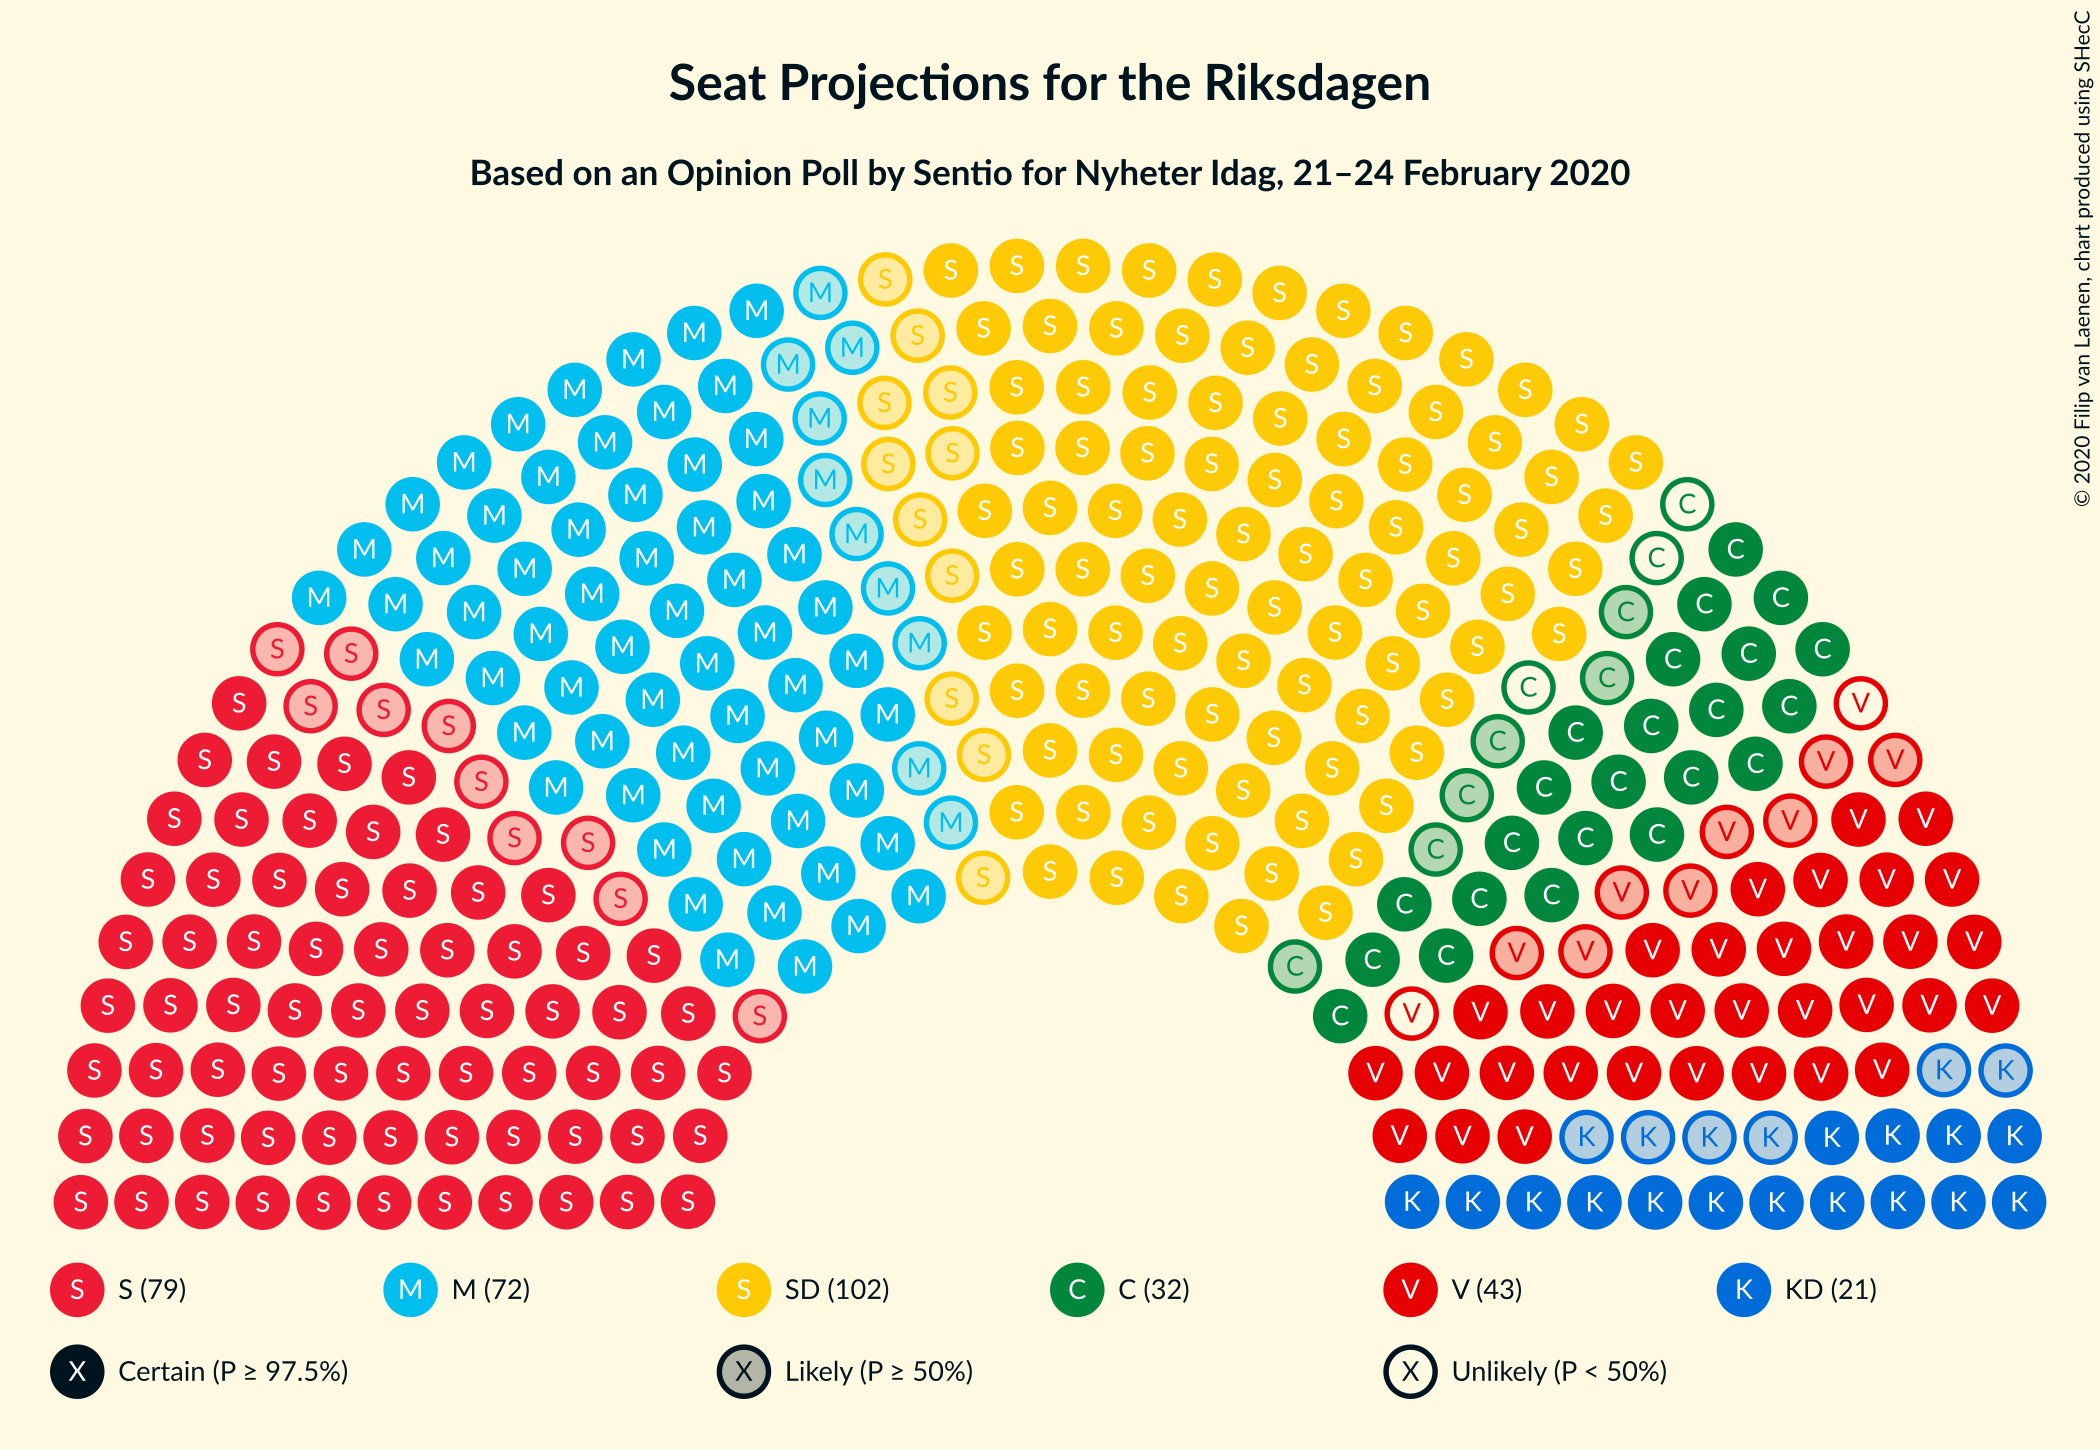 Seat Projections for the Riksdagen
Based on an Opinion Poll by Sentio for Nyheter Idag, 21–24 February 2020
© 2020 Filip van Laenen, chart produced using SHecC
S S (79)
M M (72)
S SD (102)
C C (32)
V V (43)
K KD (21)
X Certain (P ≥ 97.5%)
X Likely (P ≥ 50%)
X Unlikely (P < 50%)